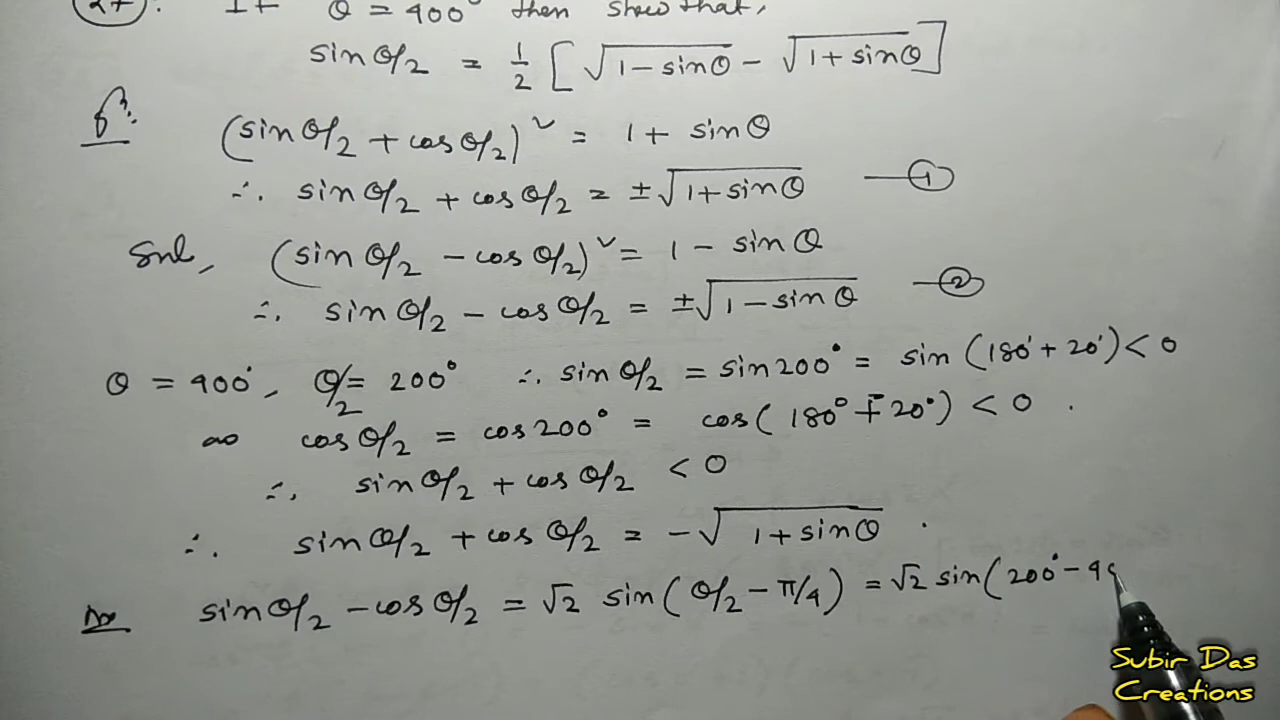 27. If θ = 400° then show that,
sin θ/2 = 1/2 [√(1 - sinθ) - √(1 + sinθ)]
(sin θ/2 + cos θ/2)² = 1 + sin θ
∴ sin θ/2 + cos θ/2 = ±√(1 + sin θ) —①
(sin θ/2 - cos θ/2)² = 1 - sin θ
∴ sin θ/2 - cos θ/2 = ±√(1 - sin θ) —②
θ = 400°, θ/2 = 200° ∴ sin θ/2 = sin 200° = sin (180° + 20°) < 0
cos θ/2 = cos 200° = cos (180° + 20°) < 0.
∴ sin θ/2 + cos θ/2 < 0
∴ sin θ/2 + cos θ/2 = -√(1 + sin θ).
sin θ/2 - cos θ/2 = √2 sin (θ/2 - π/4) = √2 sin (200° - 4
Subir Das
Creations